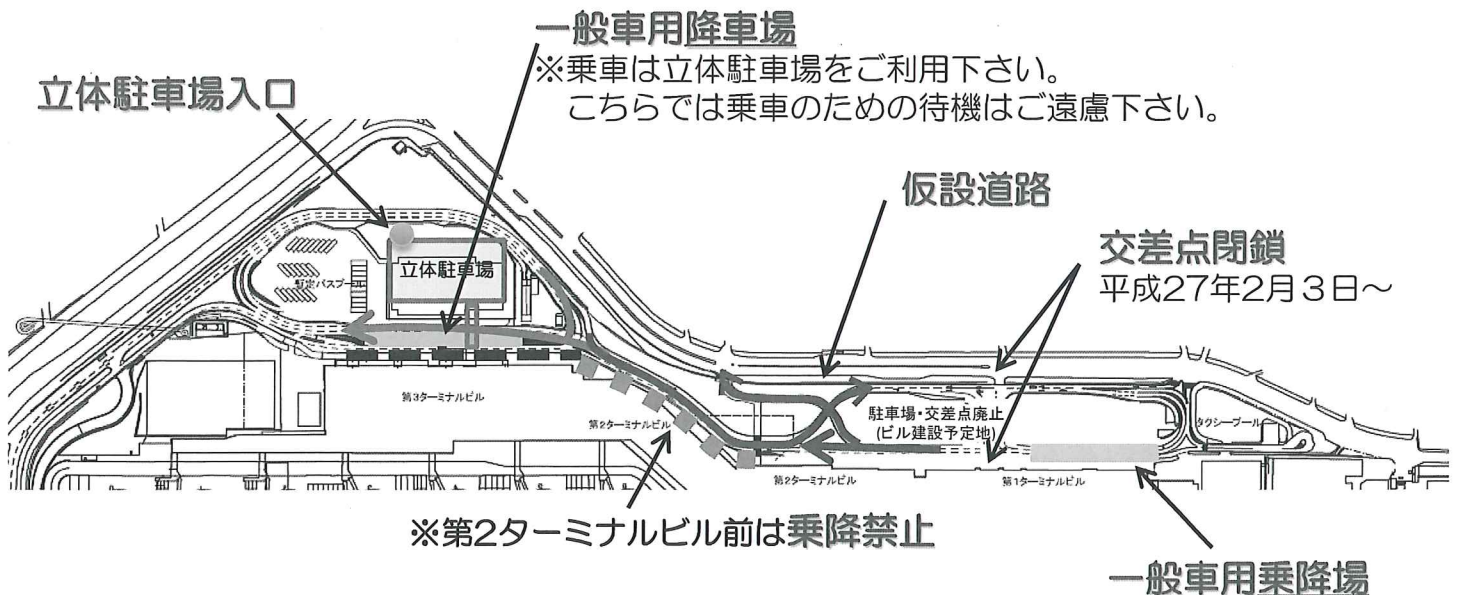 一般車用降車場
※乗車は立体駐車場をご利用下さい。
こちらでは乗車のための待機はご遠慮下さい。
立体駐車場入口
仮設道路
交差点閉鎖
平成27年2月3日～
立体駐車場
暫定バスプール
第3ターミナルビル
第2ターミナルビル
駐車場・交差点廃止
(ビル建設予定地)
タクシープール
第2ターミナルビル
第1ターミナルビル
※第2ターミナルビル前は乗降禁止
一般車用乗降場